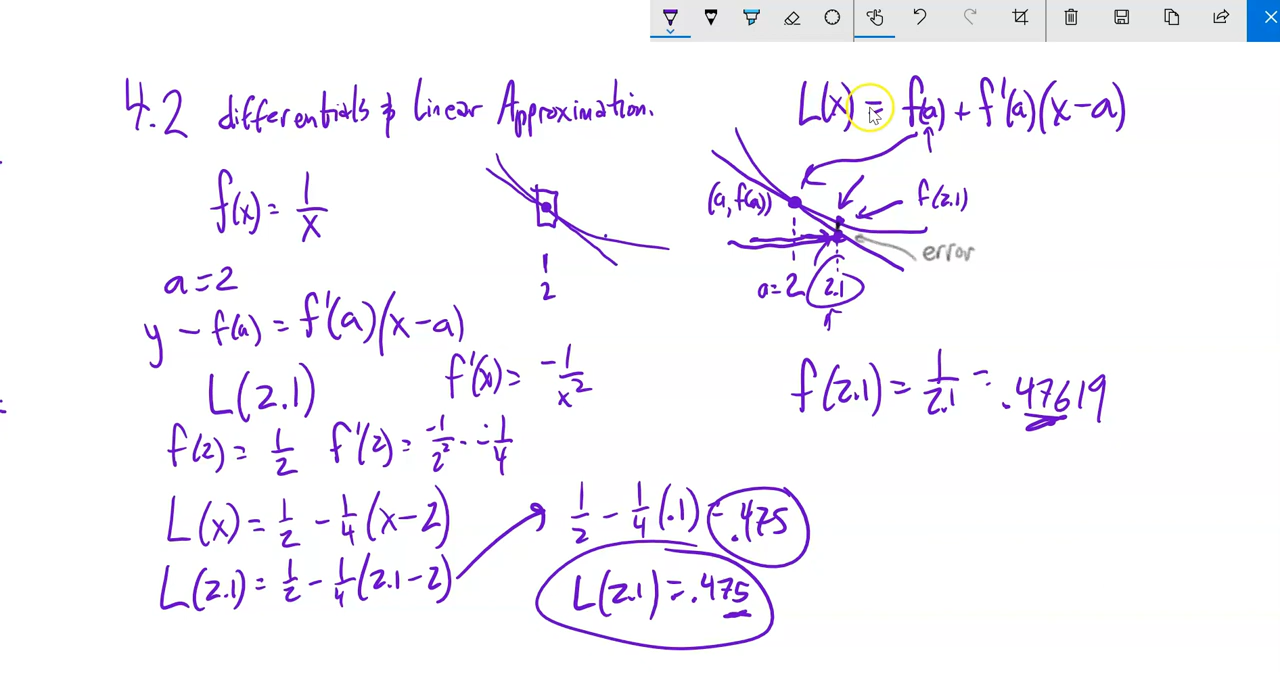 4.2 differentials & Linear Approximation.
L(x) = f(a) + f'(a)(x-a)
f(x) = 1/x
(a, f(a))
f(2.1)
error
1
2
a=2
2.1
a=2
y - f(a) = f'(a)(x-a)
L(2.1)
f'(x) = -1/x²
f(2.1) = 1/2.1 = .47619
f(2) = 1/2 f'(2) = -1/2² - -1/4
L(x) = 1/2 - 1/4(x-2)
1/2 - 1/4(.1) = .475
L(2.1) = 1/2 - 1/4(2.1-2)
L(2.1) = .475